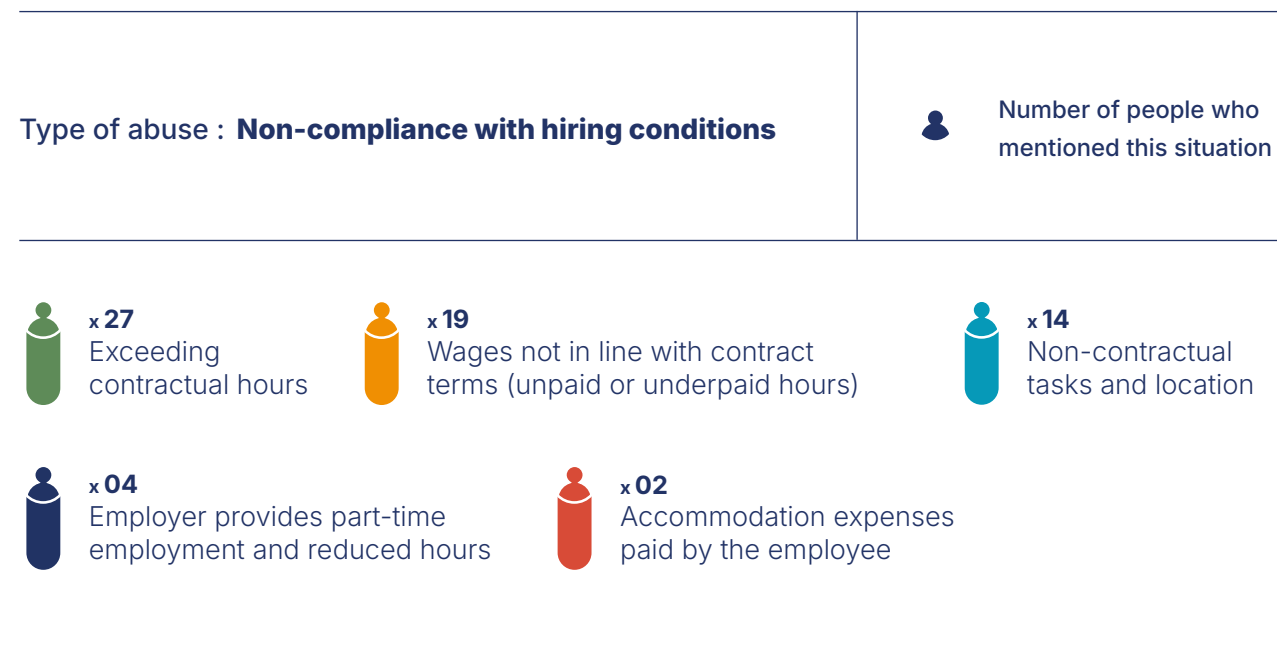 Type of abuse : Non-compliance with hiring conditions
Number of people who
mentioned this situation
x 27
Exceeding
contractual hours
x 19
Wages not in line with contract
terms (unpaid or underpaid hours)
x 14
Non-contractual
tasks and location
x 04
Employer provides part-time
employment and reduced hours
x 02
Accommodation expenses
paid by the employee